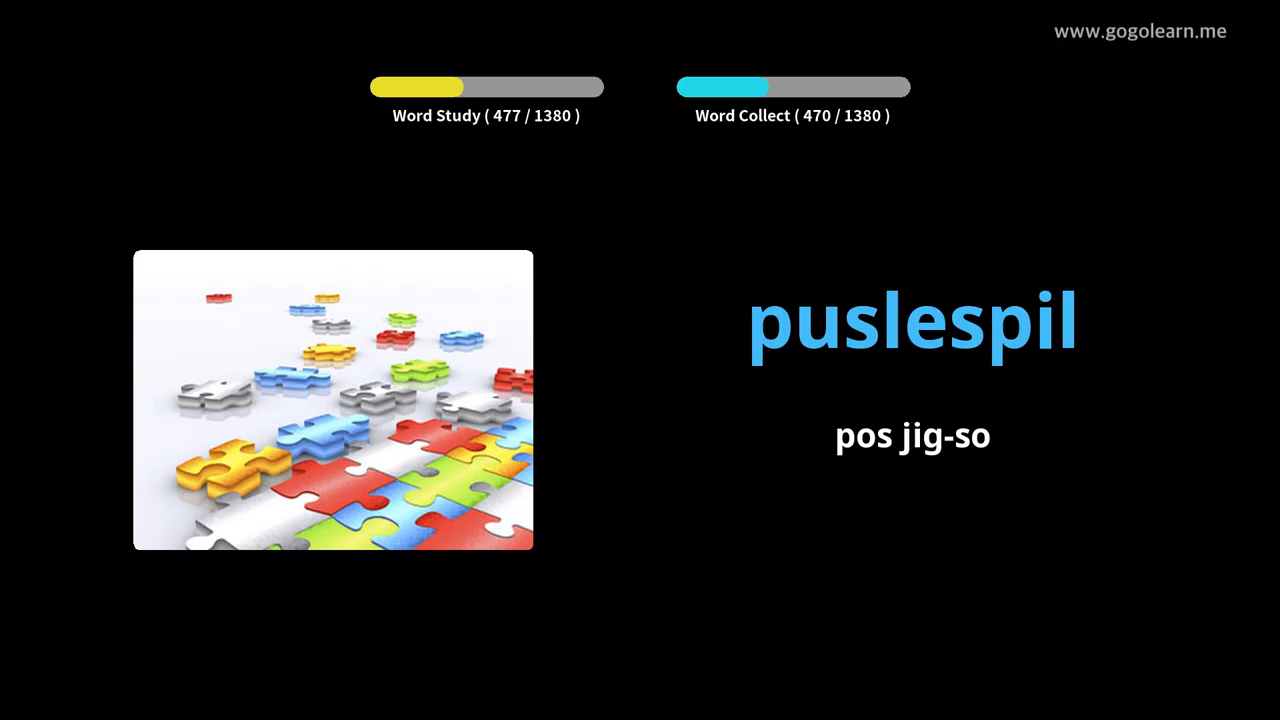 www.gogolearn.me
Word Study ( 477 / 1380 )
Word Collect ( 470 / 1380 )
puslespil
pos jig-so